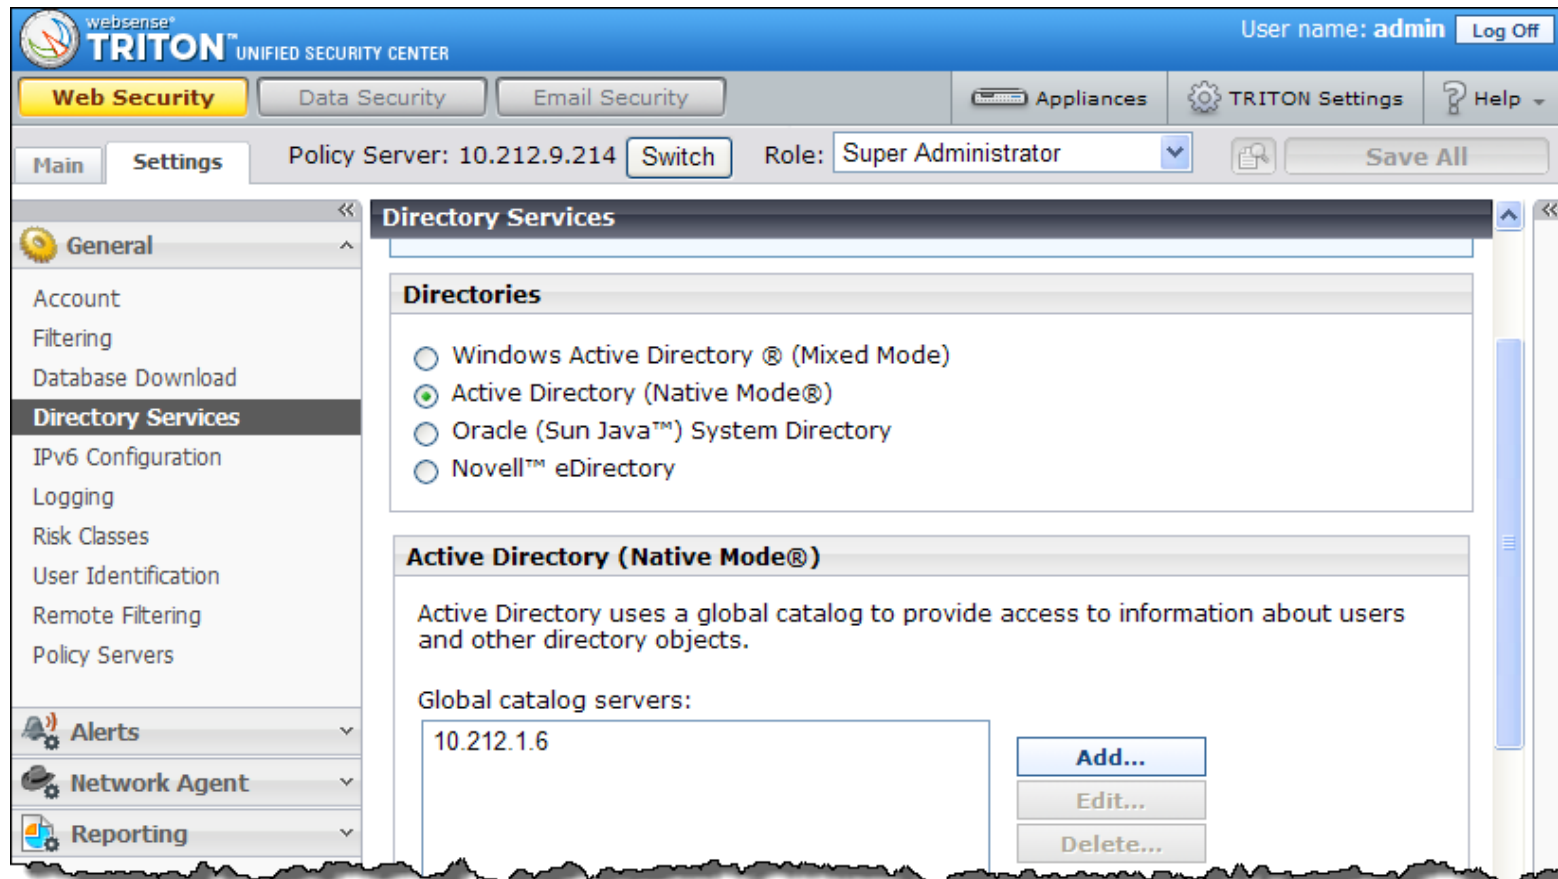 websense®
TRITON™ UNIFIED SECURITY CENTER
User name: admin
Log Off
Web Security
Data Security
Email Security
Appliances
TRITON Settings
Help
Main
Settings
Policy Server: 10.212.9.214
Switch
Role:
Super Administrator
Save All
General
Account
Filtering
Database Download
Directory Services
IPv6 Configuration
Logging
Risk Classes
User Identification
Remote Filtering
Policy Servers
Alerts
Network Agent
Reporting
Directory Services
Directories
Windows Active Directory ® (Mixed Mode)
Active Directory (Native Mode®)
Oracle (Sun Java™) System Directory
Novell™ eDirectory
Active Directory (Native Mode®)
Active Directory uses a global catalog to provide access to information about users
and other directory objects.
Global catalog servers:
10.212.1.6
Add...
Edit...
Delete...